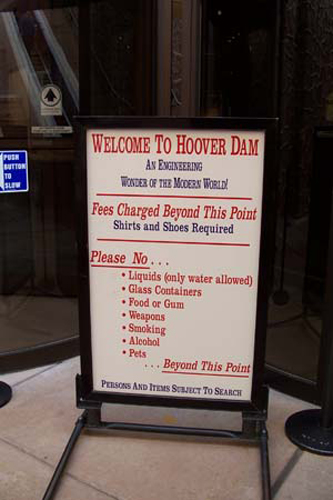 WELCOME TO HOOVER DAM
AN ENGINEERING
WONDER OF THE MODERN WORLD!
Fees Charged Beyond This Point
Shirts and Shoes Required
Please No . . .
• Liquids (only water allowed)
• Glass Containers
• Food or Gum
• Weapons
• Smoking
• Alcohol
• Pets
. . . Beyond This Point
PERSONS AND ITEMS SUBJECT TO SEARCH
PUSH
BUTTON
TO
SLOW